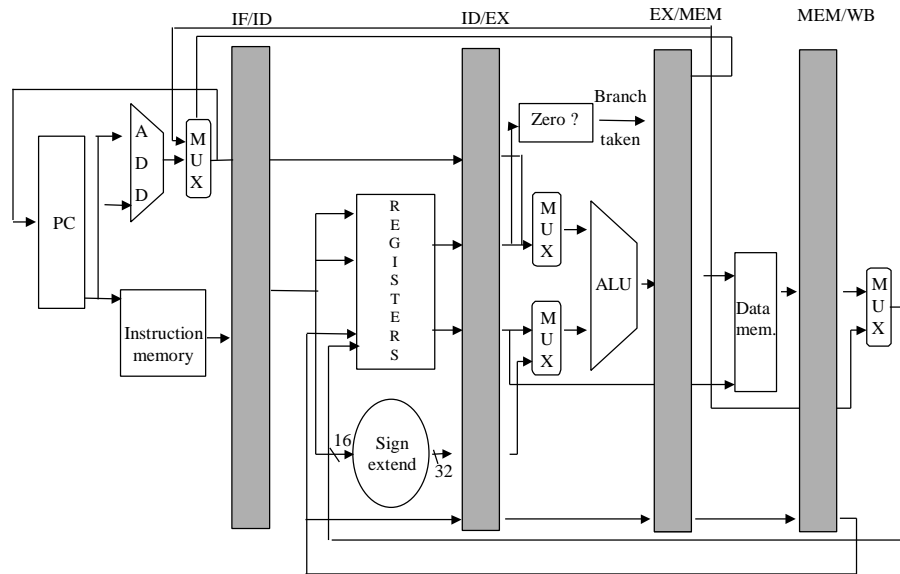 IF/ID
ID/EX
EX/MEM
MEM/WB
PC
A
D
D
M
U
X
Instruction
memory
R
E
G
I
S
T
E
R
S
16
Sign
extend
32
Zero ?
Branch
taken
M
U
X
M
U
X
ALU
Data
mem.
M
U
X